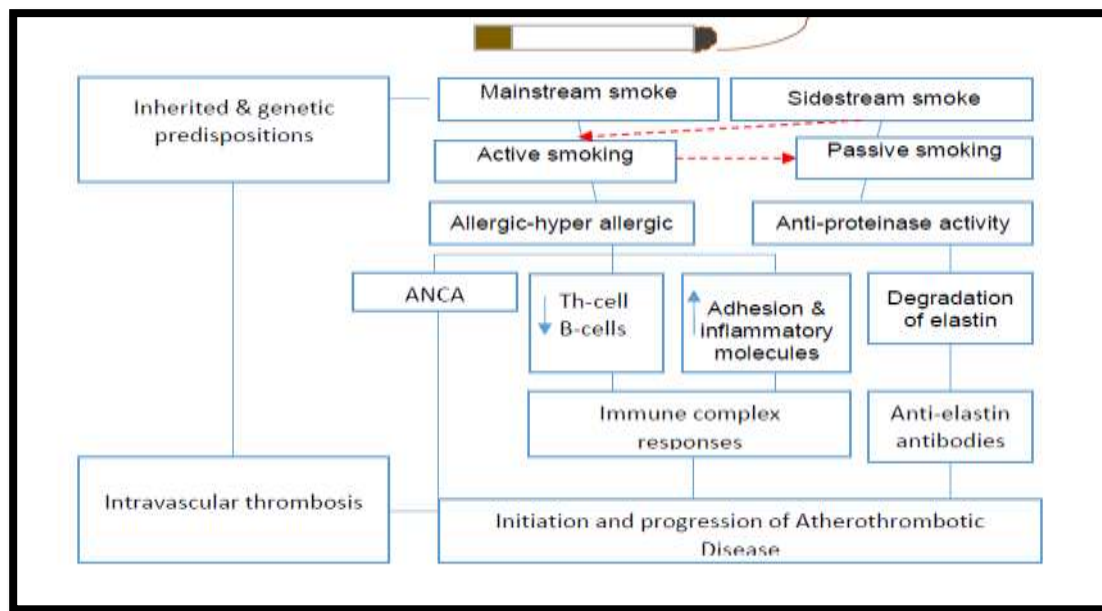 Inherited & genetic
predispositions
Mainstream smoke
Sidestream smoke
Active smoking
Passive smoking
Allergic-hyper allergic
Anti-proteinase activity
ANCA
Th-cell
B-cells
Adhesion &
inflammatory
molecules
Degradation
of elastin
Immune complex
responses
Anti-elastin
antibodies
Intravascular thrombosis
Initiation and progression of Atherothrombotic
Disease